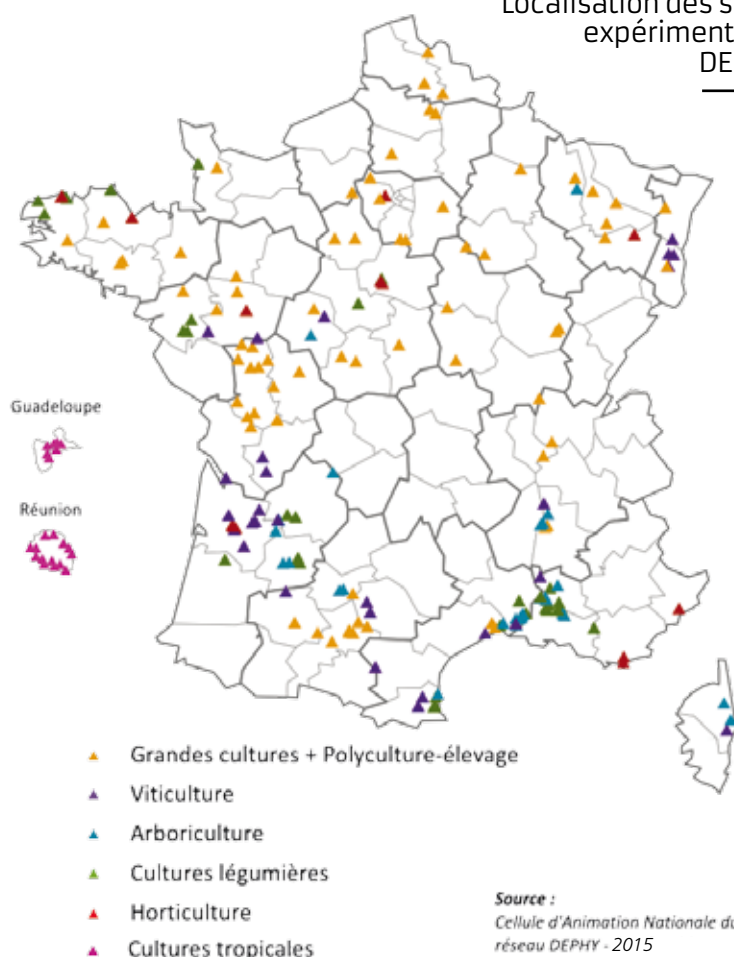 Localisation des s
expériment
DE
Guadeloupe
Réunion
Grandes cultures + Polyculture-élevage
Viticulture
Arboriculture
Cultures légumières
Horticulture
Cultures tropicales
Source :
Cellule d'Animation Nationale du
réseau DEPHY - 2015